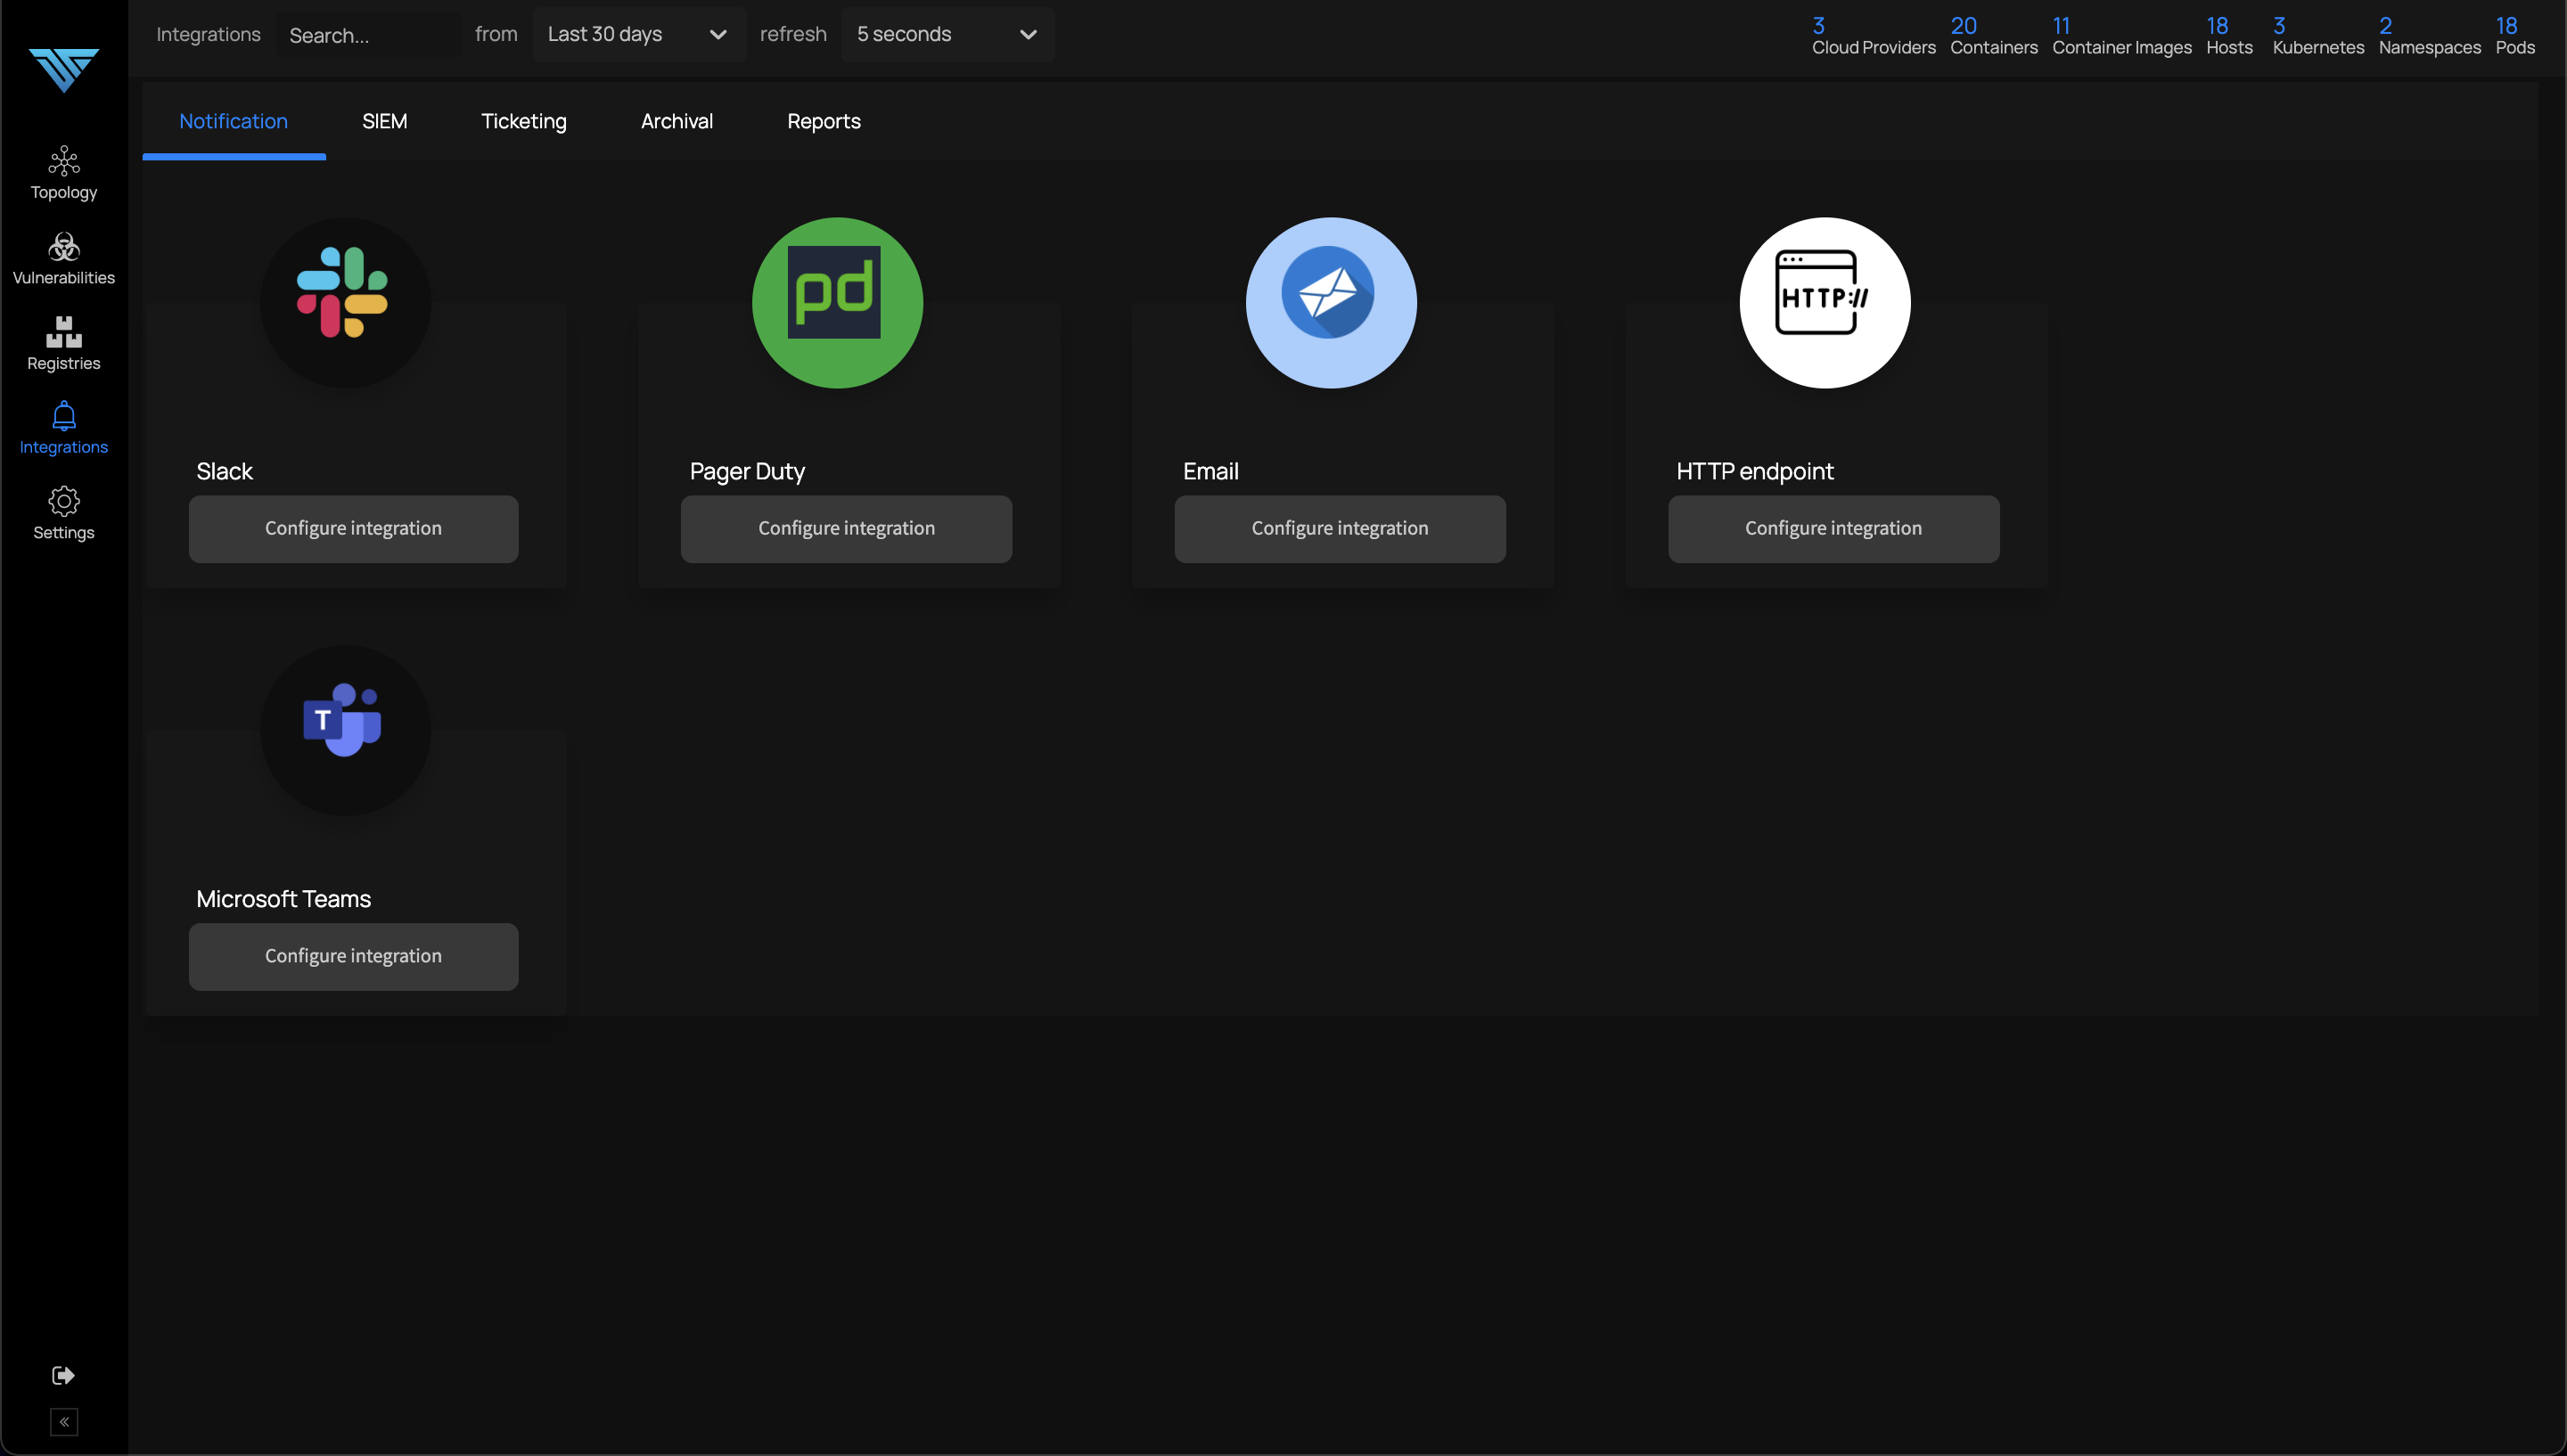 Integrations Search... from Last 30 days refresh 5 seconds
3 20 11 18 3 2 18
Cloud Providers Containers Container Images Hosts Kubernetes Namespaces Pods
Notification SIEM Ticketing Archival Reports
Topology
Vulnerabilities
Registries
Integrations
Settings
pd
HTTP://
Slack Pager Duty Email HTTP endpoint
Configure integration Configure integration Configure integration Configure integration
T
Microsoft Teams
Configure integration